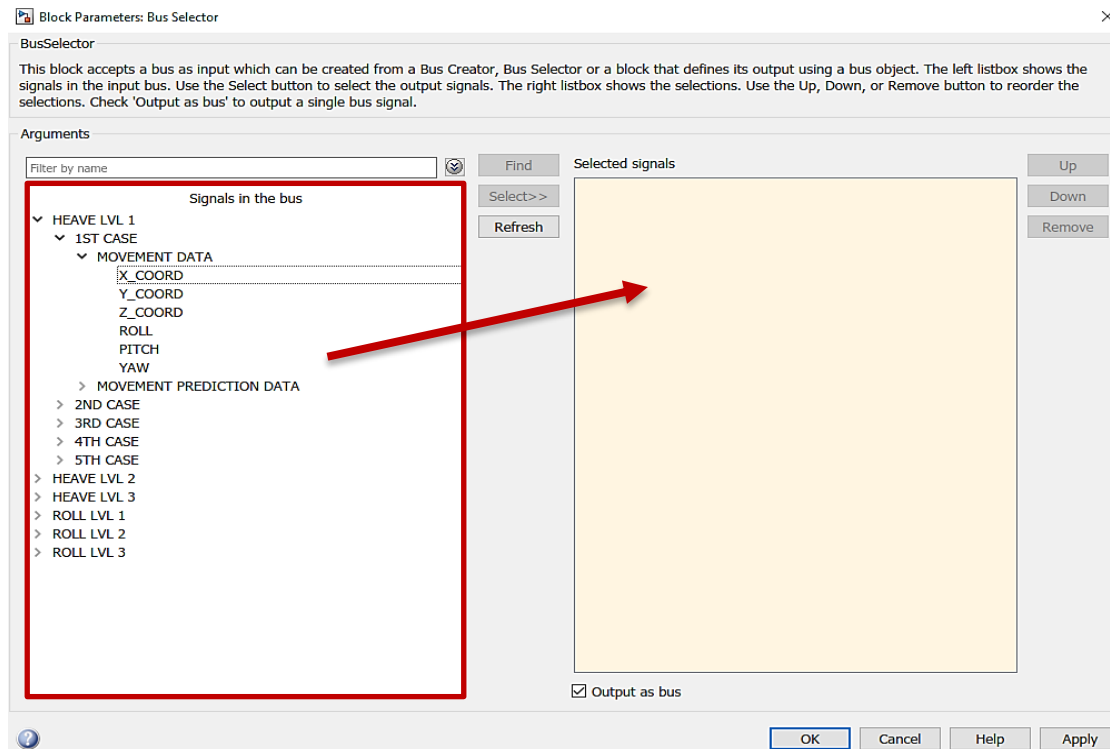 Block Parameters: Bus Selector
BusSelector
This block accepts a bus as input which can be created from a Bus Creator, Bus Selector or a block that defines its output using a bus object. The left listbox shows the
signals in the input bus. Use the Select button to select the output signals. The right listbox shows the selections. Use the Up, Down, or Remove button to reorder the
selections. Check 'Output as bus' to output a single bus signal.
Arguments
Filter by name
Find
Select>>
Refresh
Signals in the bus
HEAVE LVL 1
1ST CASE
MOVEMENT DATA
X_COORD
Y_COORD
Z_COORD
ROLL
PITCH
YAW
MOVEMENT PREDICTION DATA
2ND CASE
3RD CASE
4TH CASE
5TH CASE
HEAVE LVL 2
HEAVE LVL 3
ROLL LVL 1
ROLL LVL 2
ROLL LVL 3
Selected signals
Up
Down
Remove
Output as bus
OK
Cancel
Help
Apply